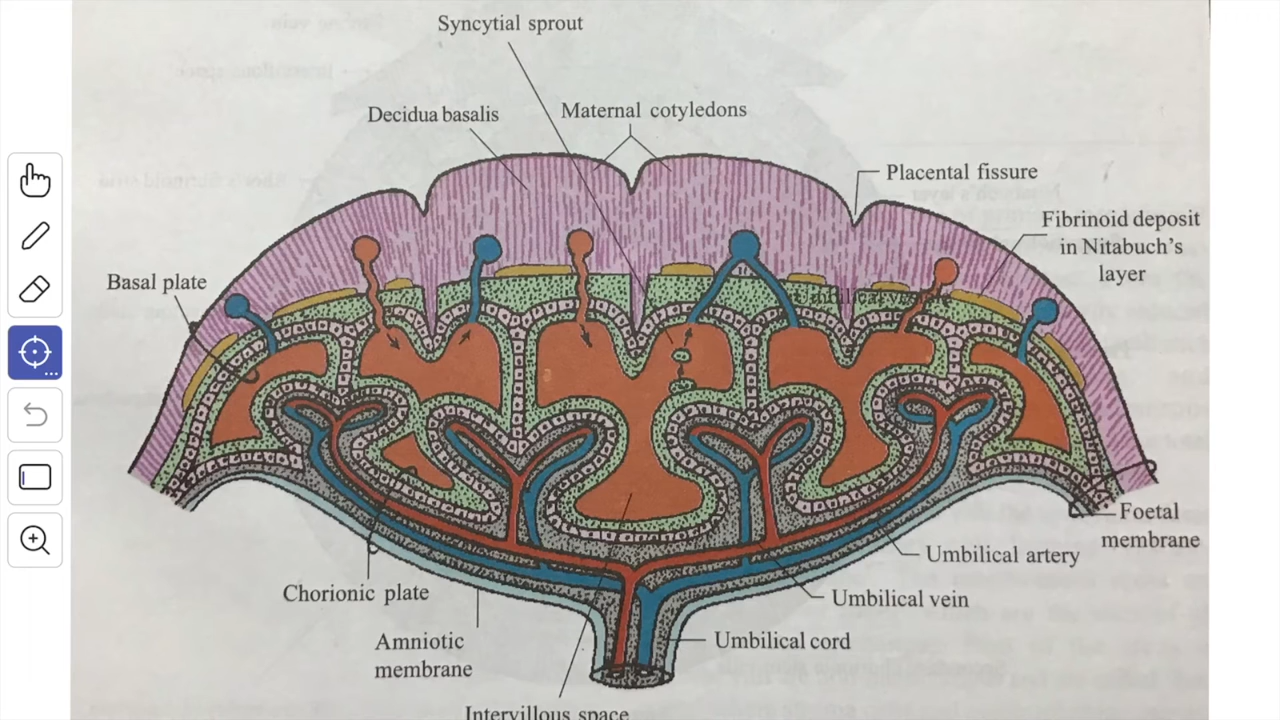 Syncytial sprout
Decidua basalis
Maternal cotyledons
Placental fissure
Fibrinoid deposit
in Nitabuch's
layer
Basal plate
Foetal
membrane
Umbilical artery
Chorionic plate
Umbilical vein
Amniotic
membrane
Umbilical cord
Intervillous space